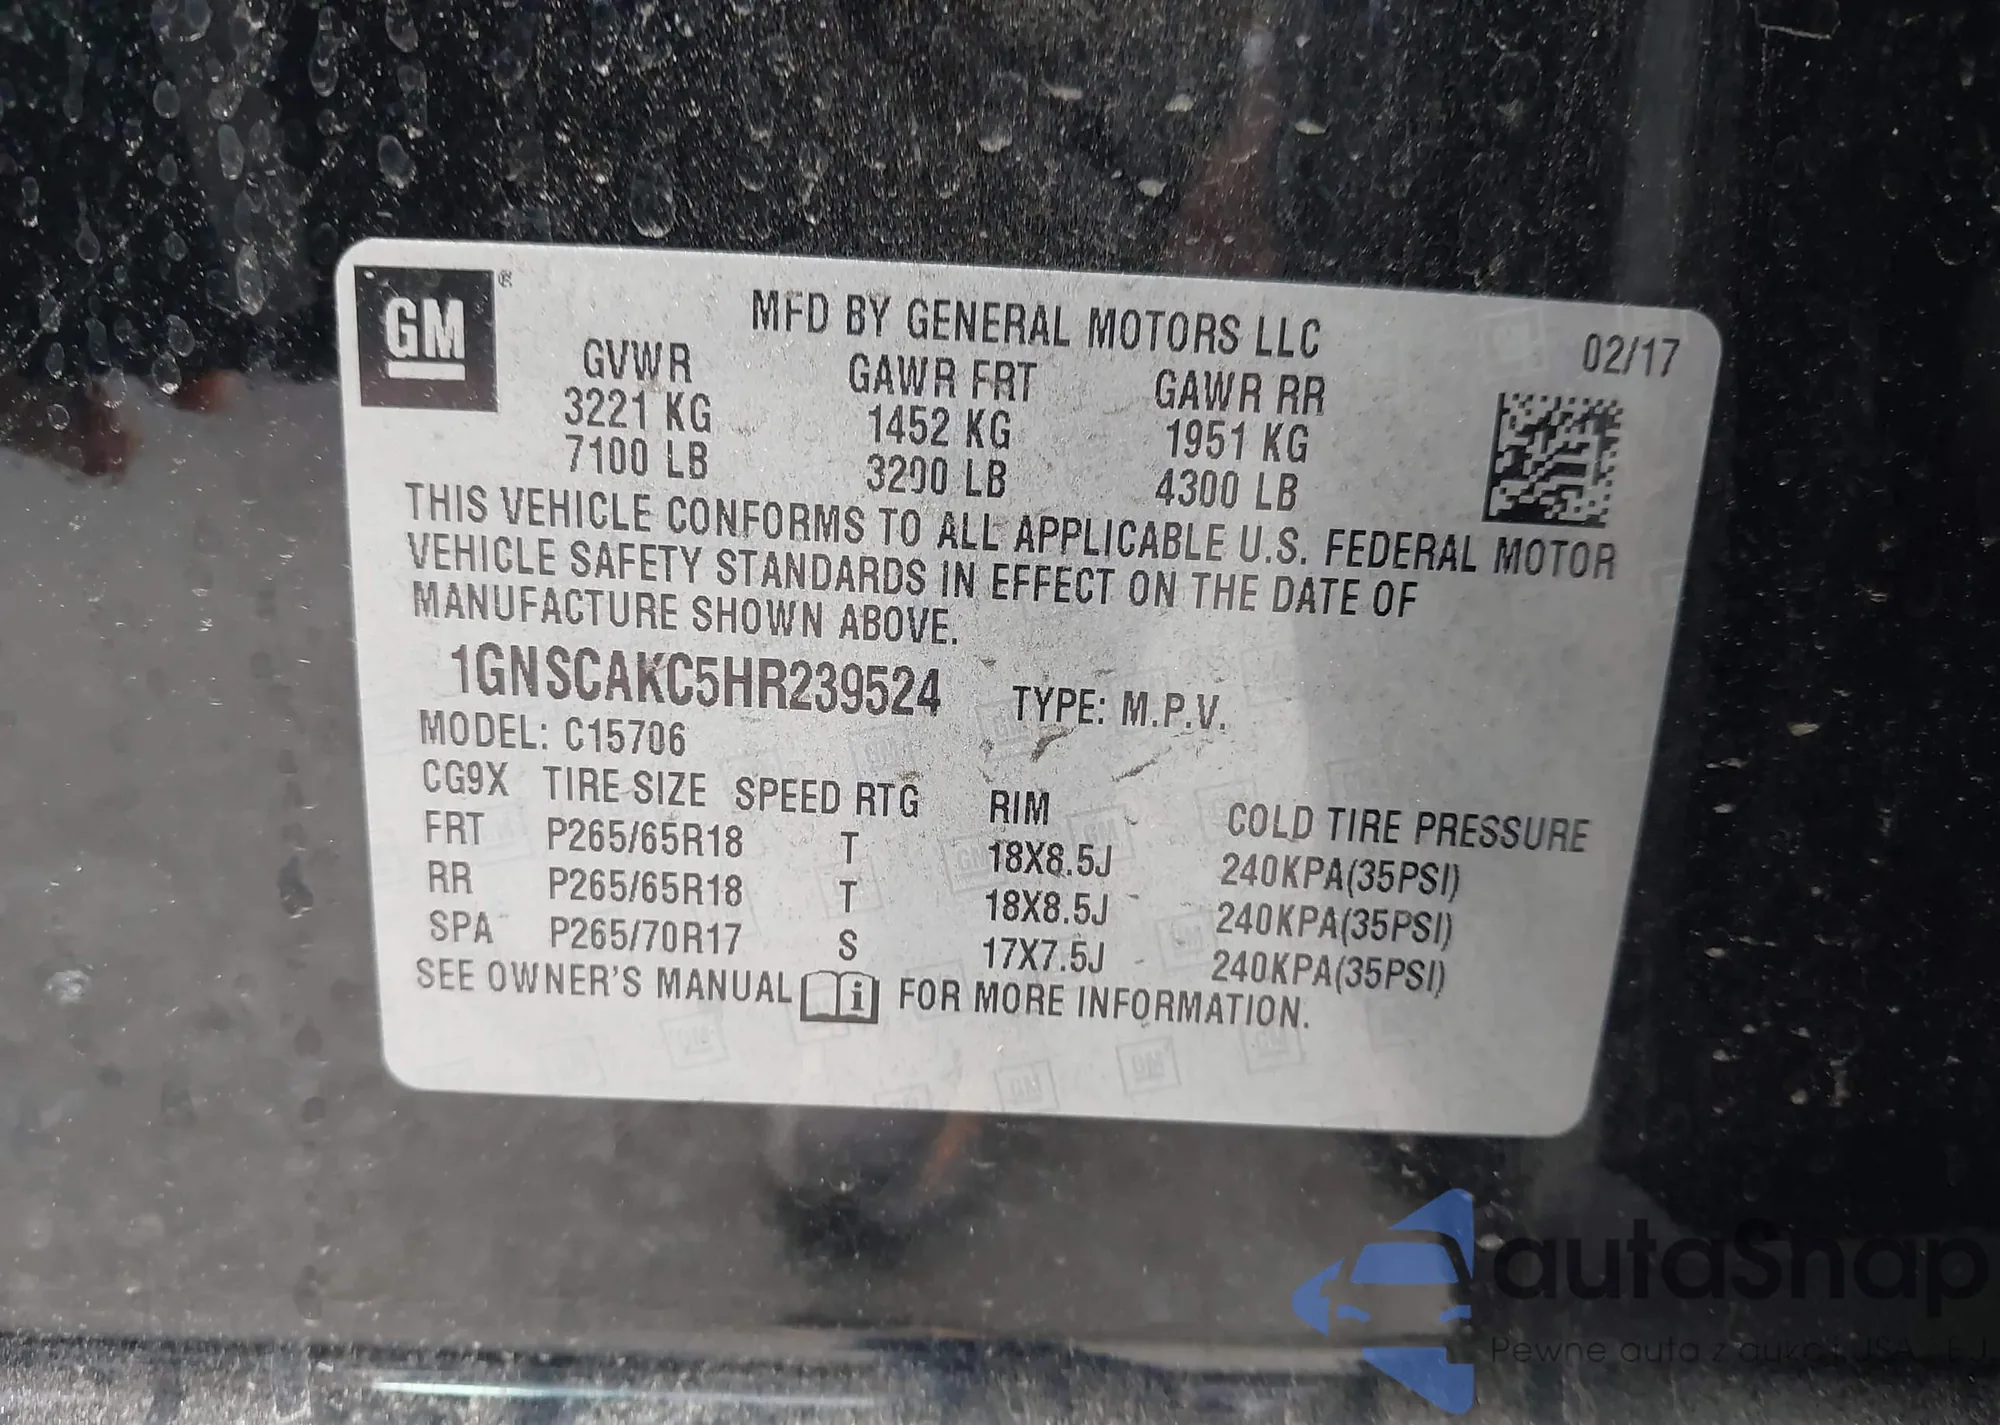 GM
MFD BY GENERAL MOTORS LLC
02/17
GVWR GAWR FRT GAWR RR
3221 KG 1452 KG 1951 KG
7100 LB 3200 LB 4300 LB
THIS VEHICLE CONFORMS TO ALL APPLICABLE U.S. FEDERAL MOTOR
VEHICLE SAFETY STANDARDS IN EFFECT ON THE DATE OF
MANUFACTURE SHOWN ABOVE.
1GNSCAKC5HR239524 TYPE: M.P.V.
MODEL: C15706
CG9X TIRE SIZE SPEED RTG RIM COLD TIRE PRESSURE
FRT P265/65R18 T 18X8.5J 240KPA(35PSI)
RR P265/65R18 T 18X8.5J 240KPA(35PSI)
SPA P265/70R17 S 17X7.5J 240KPA(35PSI)
SEE OWNER'S MANUAL i FOR MORE INFORMATION.
autaSnap
Pewne auta z aukcji USA